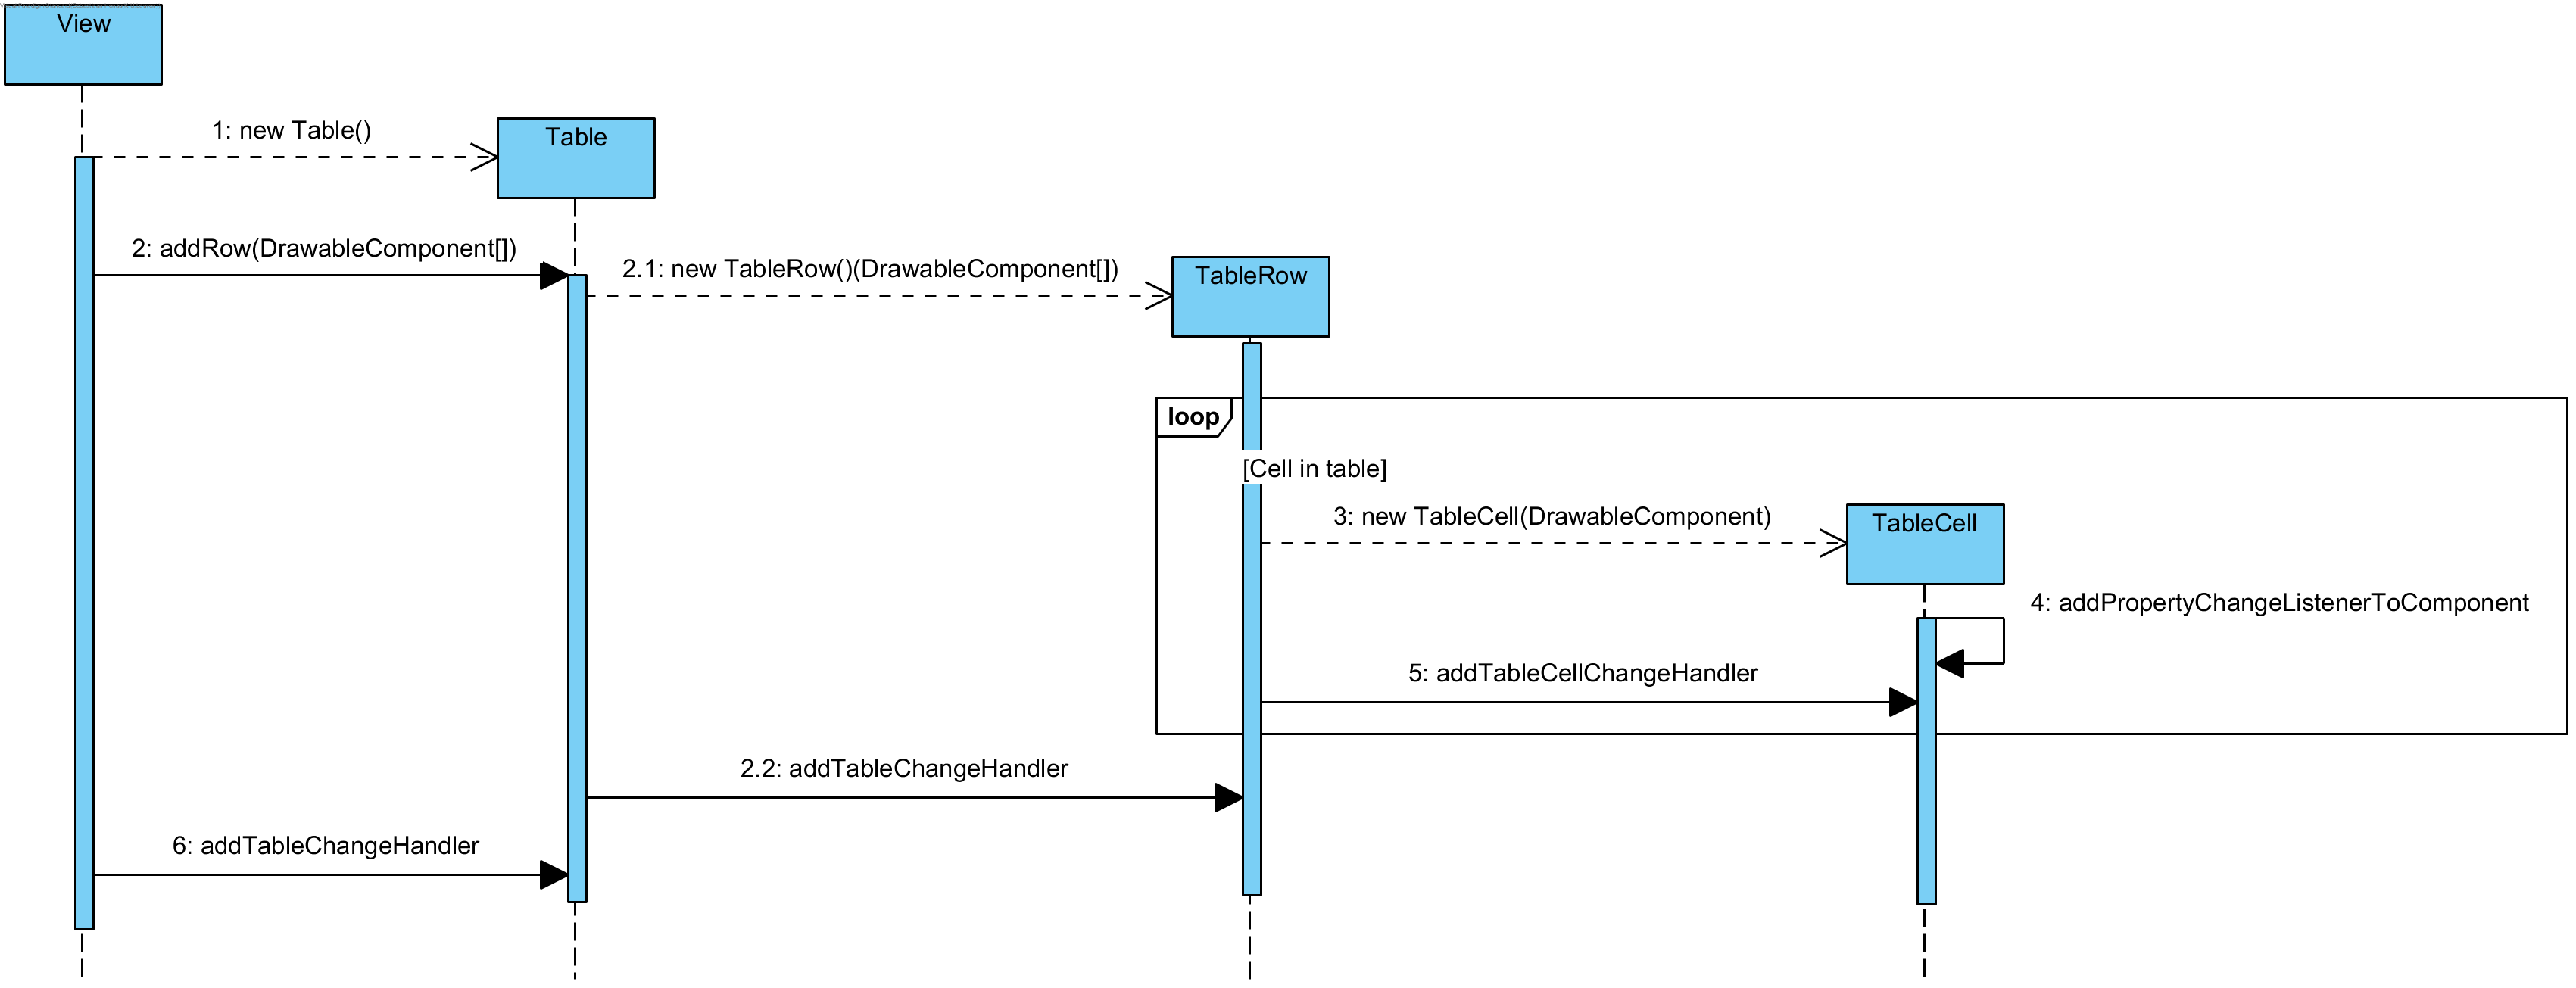 View
1: new Table()
Table
2: addRow(DrawableComponent[])
2.1: new TableRow()(DrawableComponent[])
TableRow
loop
[Cell in table]
3: new TableCell(DrawableComponent)
TableCell
4: addPropertyChangeListenerToComponent
5: addTableCellChangeHandler
2.2: addTableChangeHandler
6: addTableChangeHandler